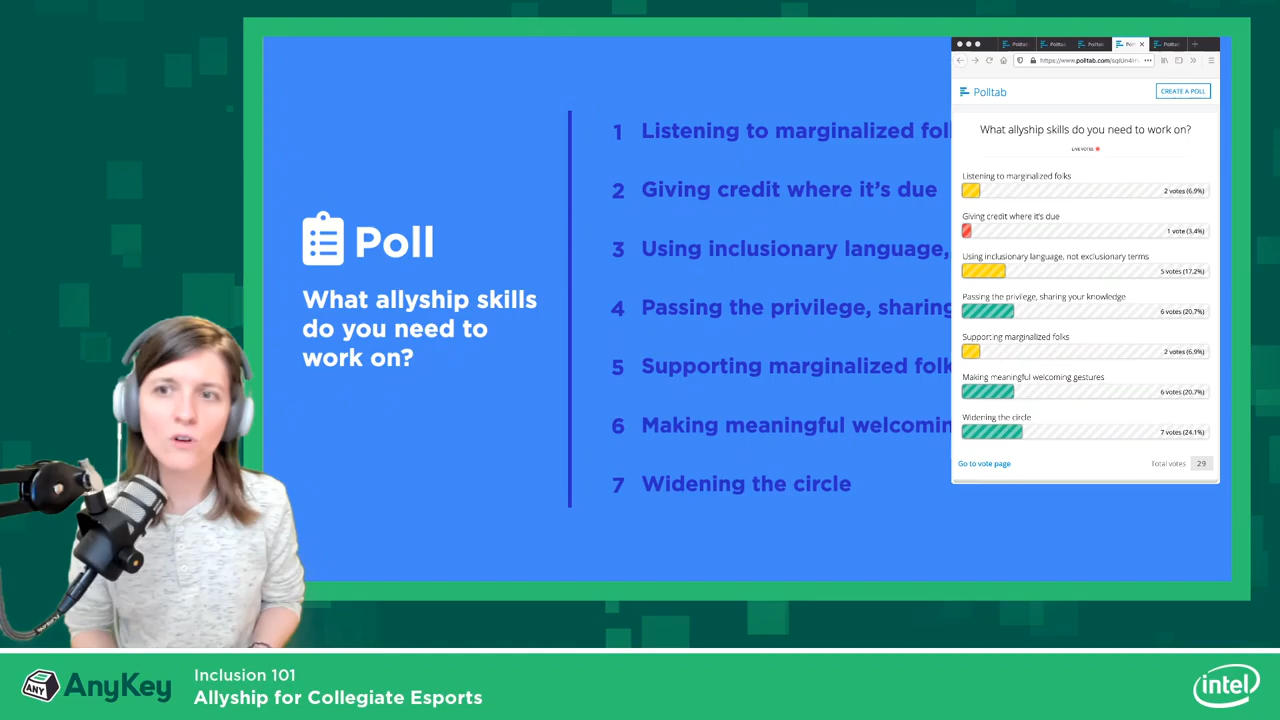 Poll
What allyship skills
do you need to
work on?
1 Listening to marginalized fol
2 Giving credit where it's due
3 Using inclusionary language,
4 Passing the privilege, sharing
5 Supporting marginalized folk
6 Making meaningful welcomin
7 Widening the circle
Polltab
CREATE A POLL
What allyship skills do you need to work on?
LIVE VOTES
Listening to marginalized folks
2 votes (6.9%)
Giving credit where it's due
1 vote (3.4%)
Using inclusionary language, not exclusionary terms
5 votes (17.2%)
Passing the privilege, sharing your knowledge
6 votes (20.7%)
Supporting marginalized folks
2 votes (6.9%)
Making meaningful welcoming gestures
6 votes (20.7%)
Widening the circle
7 votes (24.1%)
Go to vote page
Total votes 29
ANY
AnyKey
Inclusion 101
Allyship for Collegiate Esports
intel